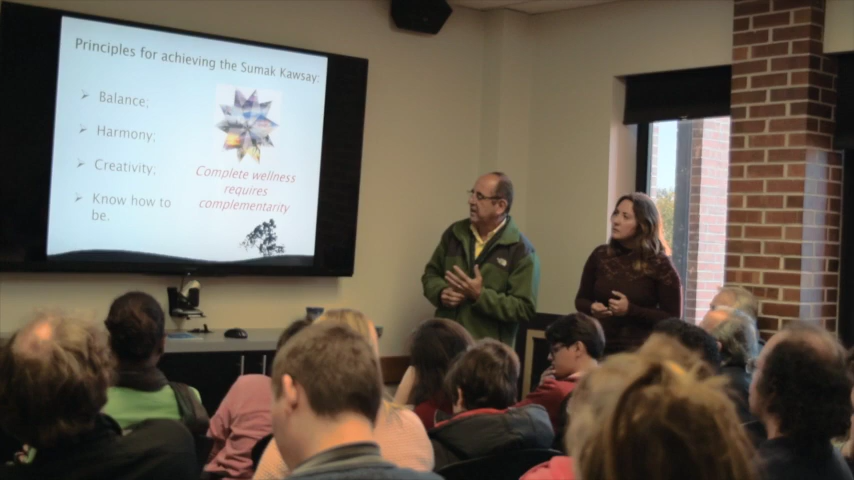 Principles for achieving the Sumak Kawsay:
Balance;
Harmony;
Creativity;
Know how to
be.
Complete wellness
requires
complementarity